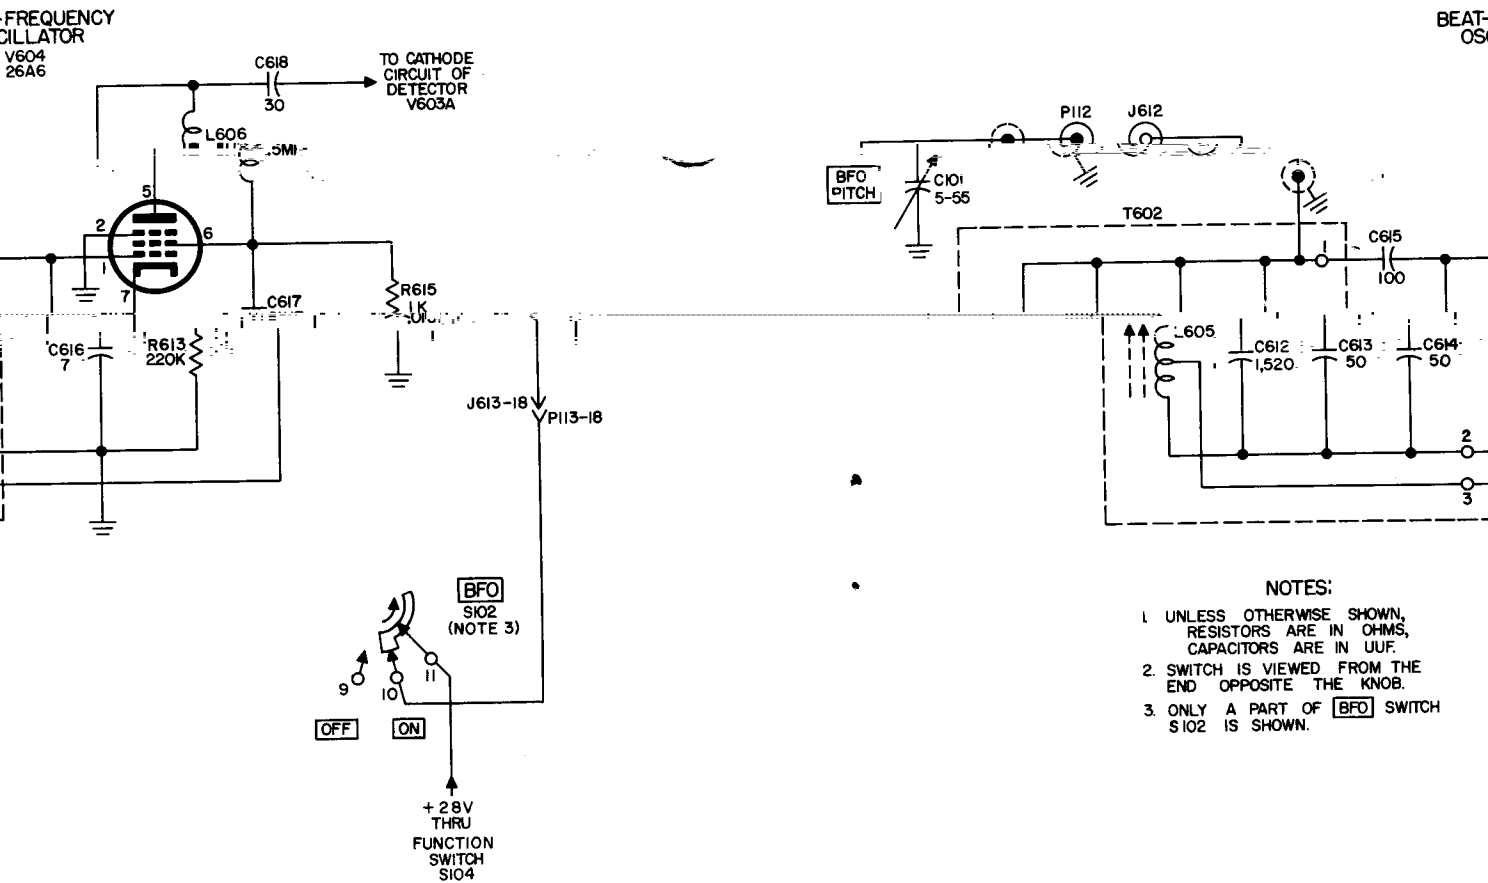 -FREQUENCY
CILLATOR
V604
26A6
C618
30
TO CATHODE
CIRCUIT OF
DETECTOR
V603A
L606
5
2
6
1
7
C617
R615
1K
C616
7
R613
220K
J613-18
P113-18
BFO
S102
(NOTE 3)
9
10
11
OFF
ON
+28V
THRU
FUNCTION
SWITCH
S104
BEAT-
OSC
P112
J612
BFO
PITCH
C101
5-55
T602
1
C615
100
L605
C612
1,520
C613
50
C614
50
2
3
NOTES:
1. UNLESS OTHERWISE SHOWN,
RESISTORS ARE IN OHMS,
CAPACITORS ARE IN UUF.
2. SWITCH IS VIEWED FROM THE
END OPPOSITE THE KNOB.
3. ONLY A PART OF BFO SWITCH
S102 IS SHOWN.